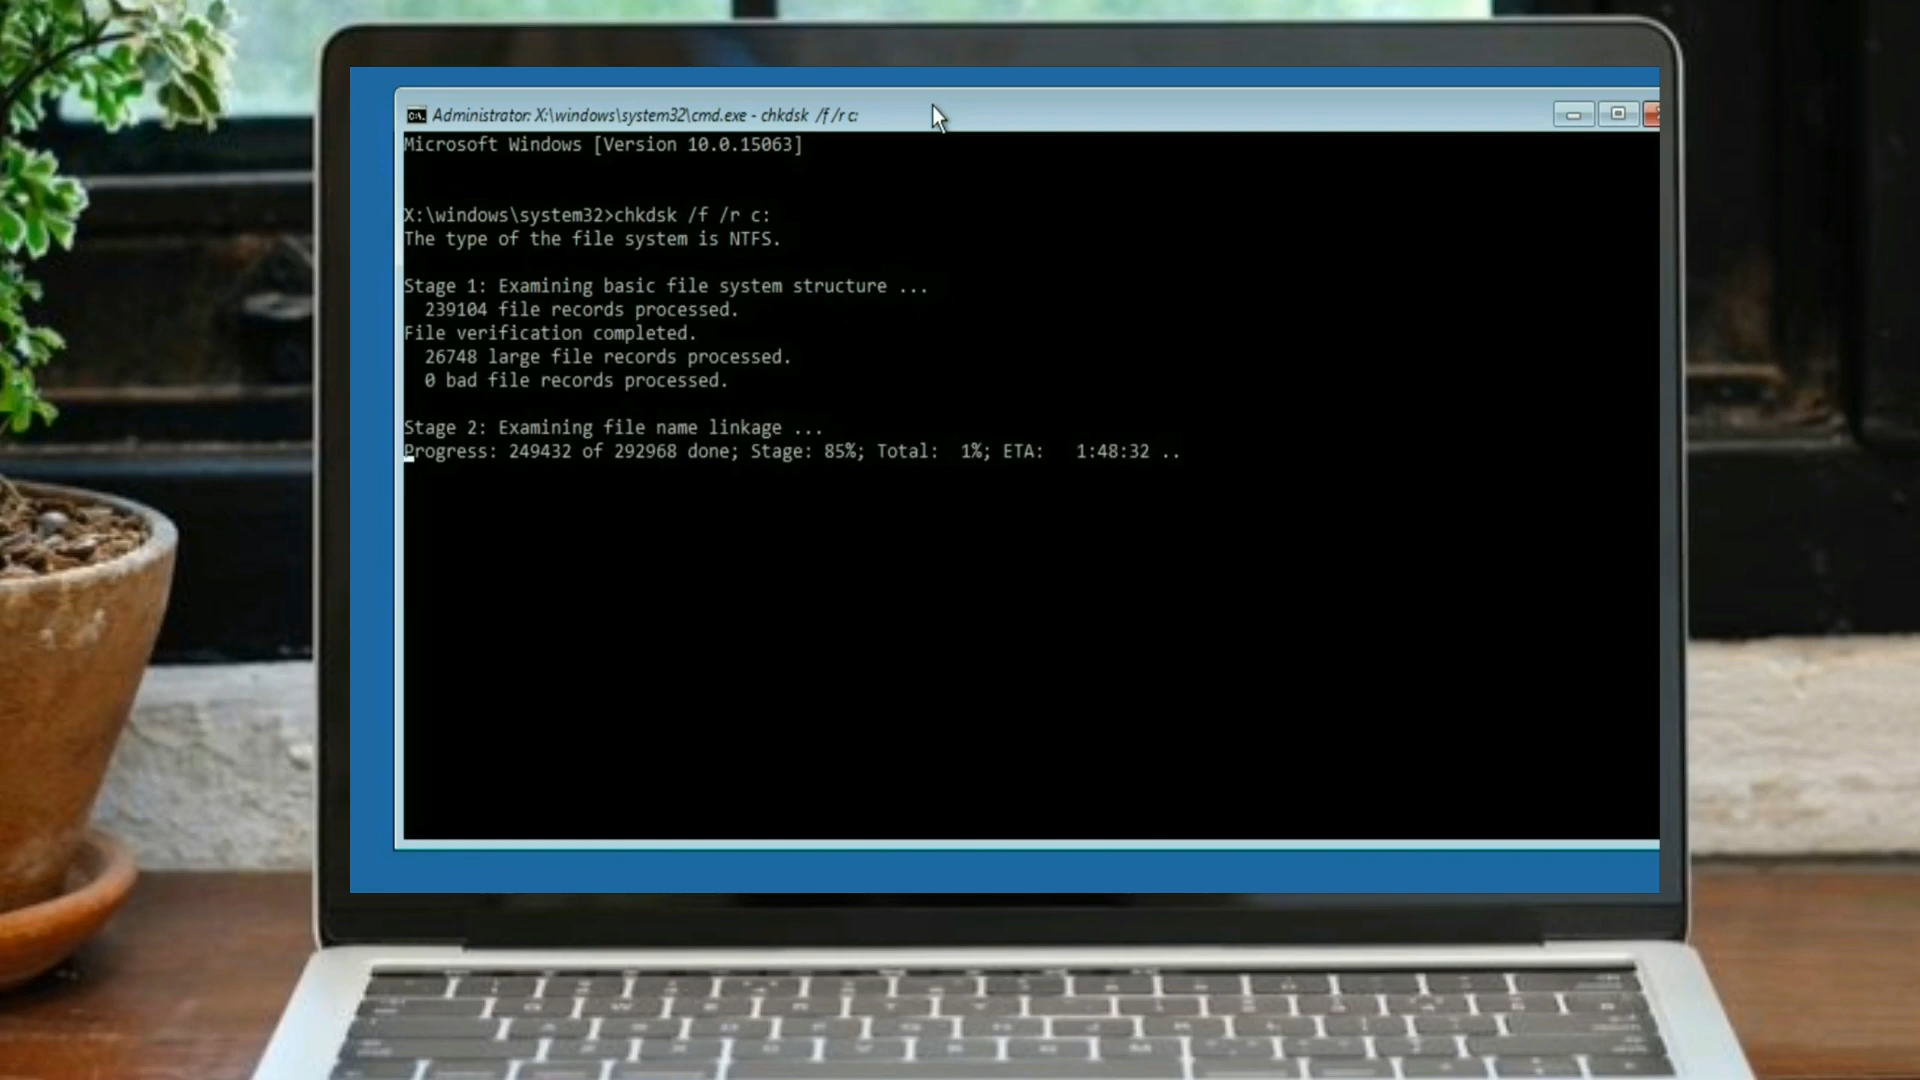 Administrator: X:\windows\system32\cmd.exe - chkdsk /f /r c:
Microsoft Windows [Version 10.0.15063]
X:\windows\system32>chkdsk /f /r c:
The type of the file system is NTFS.
Stage 1: Examining basic file system structure ...
239104 file records processed.
File verification completed.
26748 large file records processed.
0 bad file records processed.
Stage 2: Examining file name linkage ...
Progress: 249432 of 292968 done; Stage: 85%; Total:  1%; ETA:   1:48:32 ..